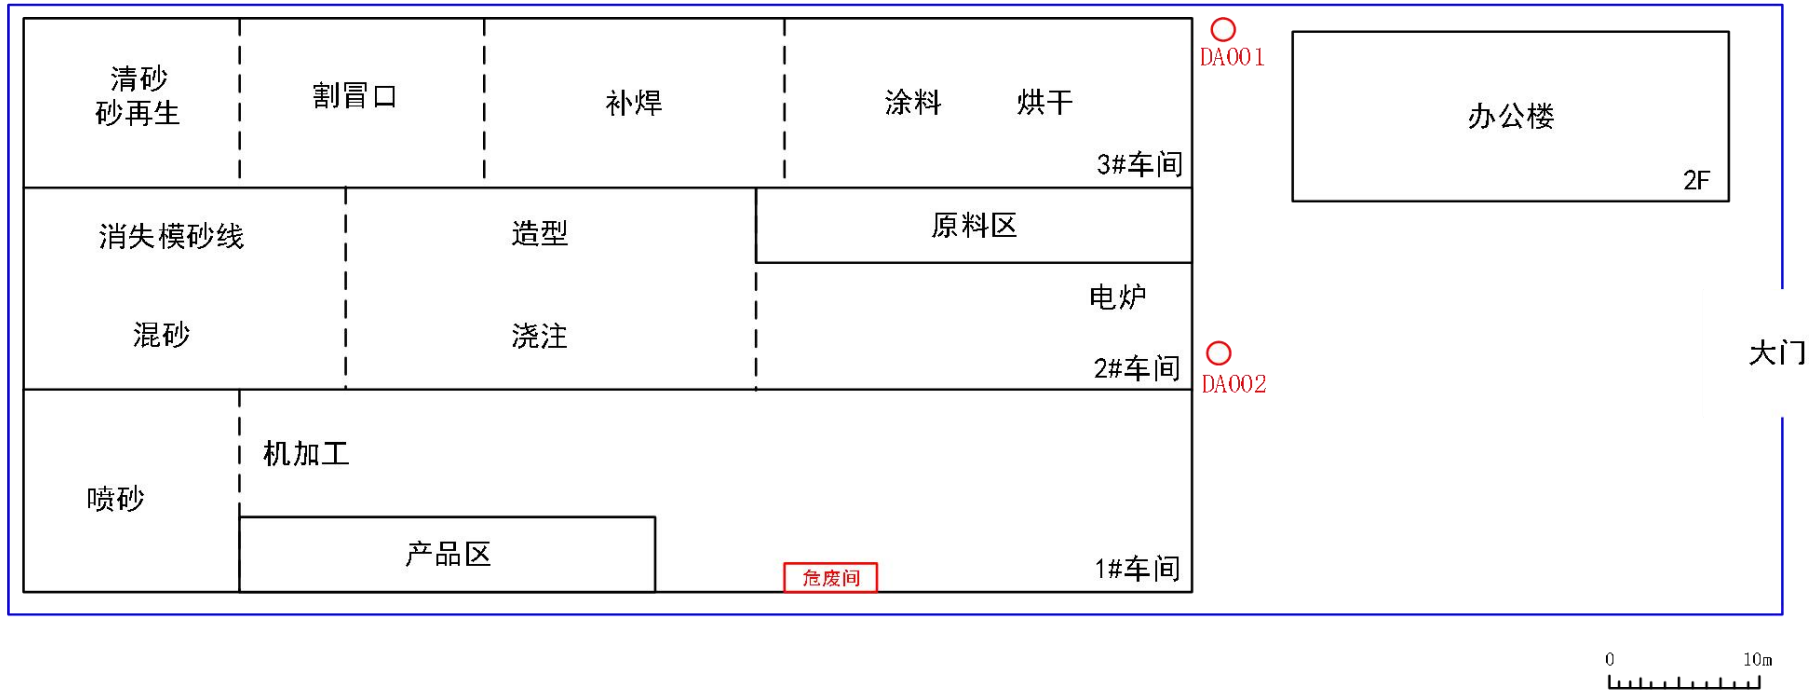 DA001
清砂
砂再生
割冒口
补焊
涂料
烘干
3#车间
办公楼
2F
消失模砂线
造型
原料区
电炉
混砂
浇注
2#车间
DA002
大门
机加工
喷砂
产品区
危废间
1#车间
0
10m